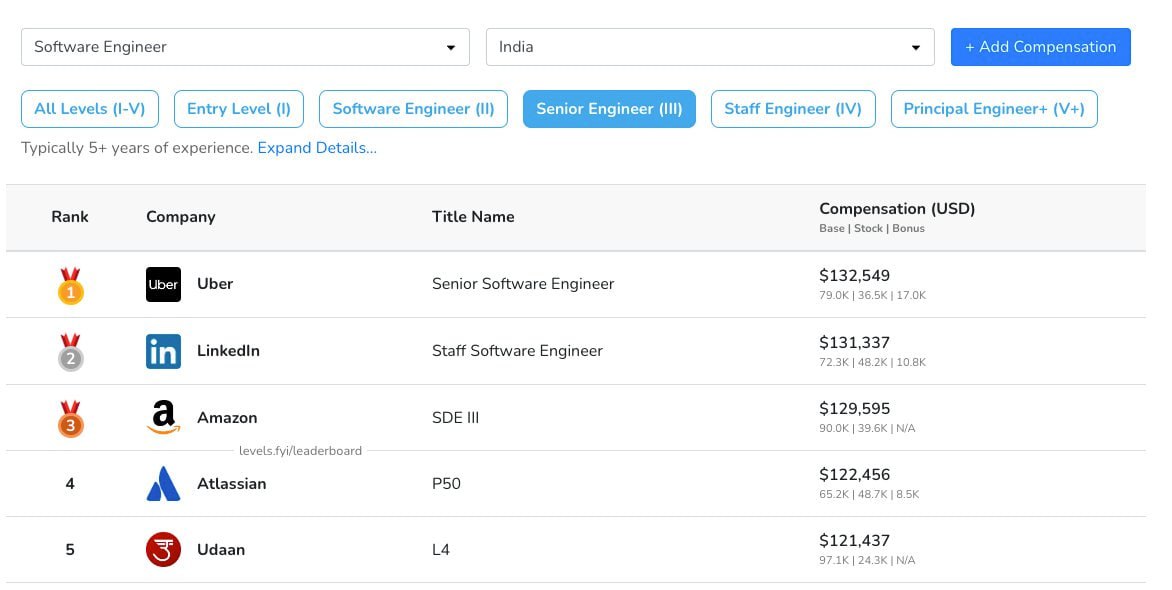 Software Engineer
India
+ Add Compensation
All Levels (I-V)
Entry Level (I)
Software Engineer (II)
Senior Engineer (III)
Staff Engineer (IV)
Principal Engineer+ (V+)
Typically 5+ years of experience. Expand Details...
Rank Company Title Name Compensation (USD)
Base | Stock | Bonus
1 Uber Uber Senior Software Engineer $132,549
79.0K | 36.5K | 17.0K
2 in LinkedIn Staff Software Engineer $131,337
72.3K | 48.2K | 10.8K
3 a Amazon SDE III $129,595
90.0K | 39.6K | N/A
levels.fyi/leaderboard
4 Atlassian P50 $122,456
65.2K | 48.7K | 8.5K
5 उ Udaan L4 $121,437
97.1K | 24.3K | N/A